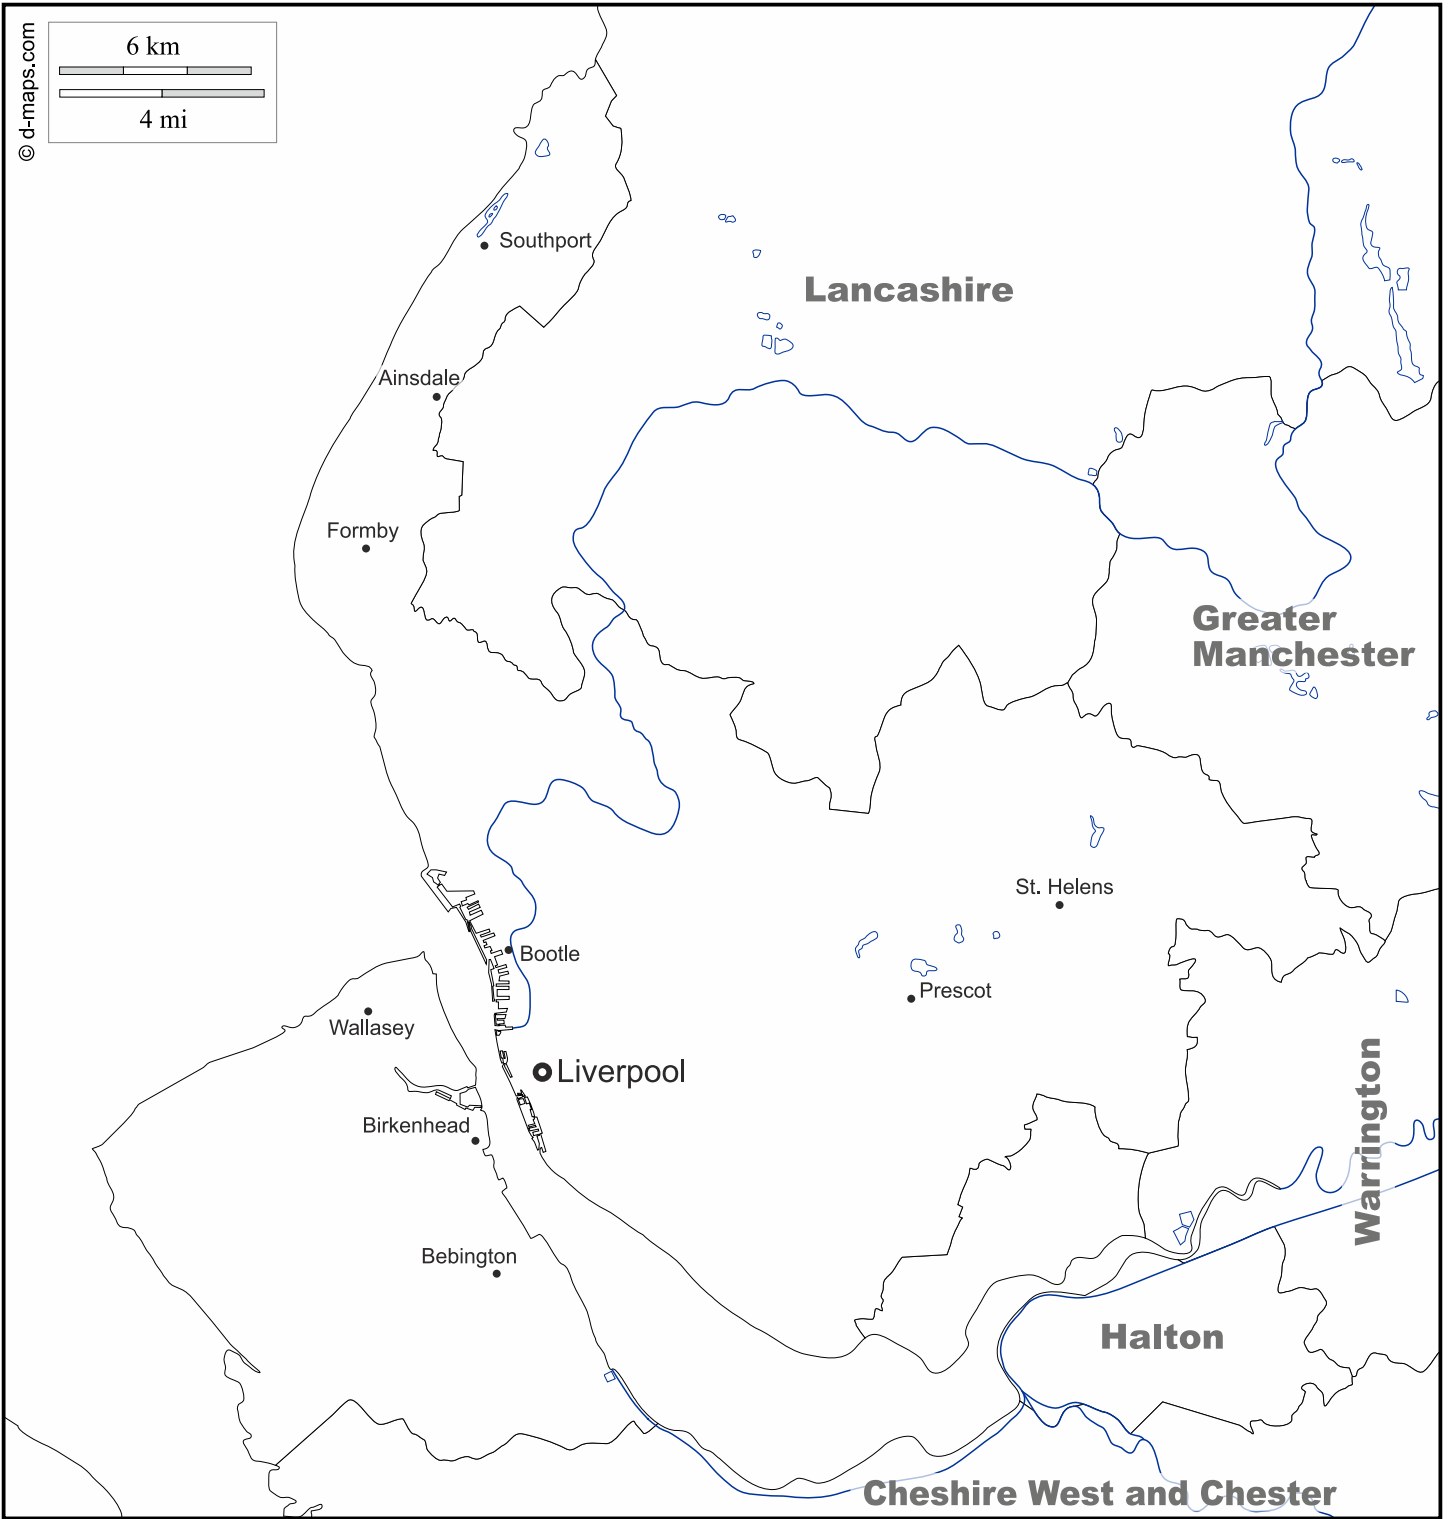 © d-maps.com
6 km
4 mi
Southport
Lancashire
Ainsdale
Formby
Greater
Manchester
St. Helens
Bootle
Prescot
Wallasey
Liverpool
Birkenhead
Warrington
Bebington
Halton
Cheshire West and Chester